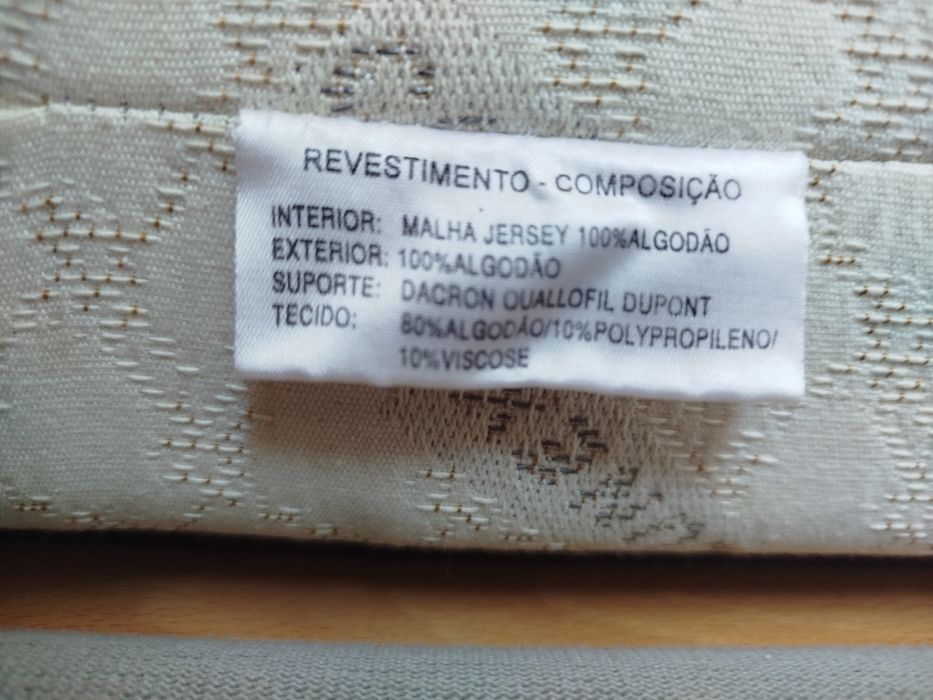 REVESTIMENTO - COMPOSIÇÃO
INTERIOR: MALHA JERSEY 100%ALGODÃO
EXTERIOR: 100%ALGODÃO
SUPORTE: DACRON QUALLOFIL DUPONT
TECIDO: 80%ALGODÃO/10%POLYPROPILENO/
10%VISCOSE